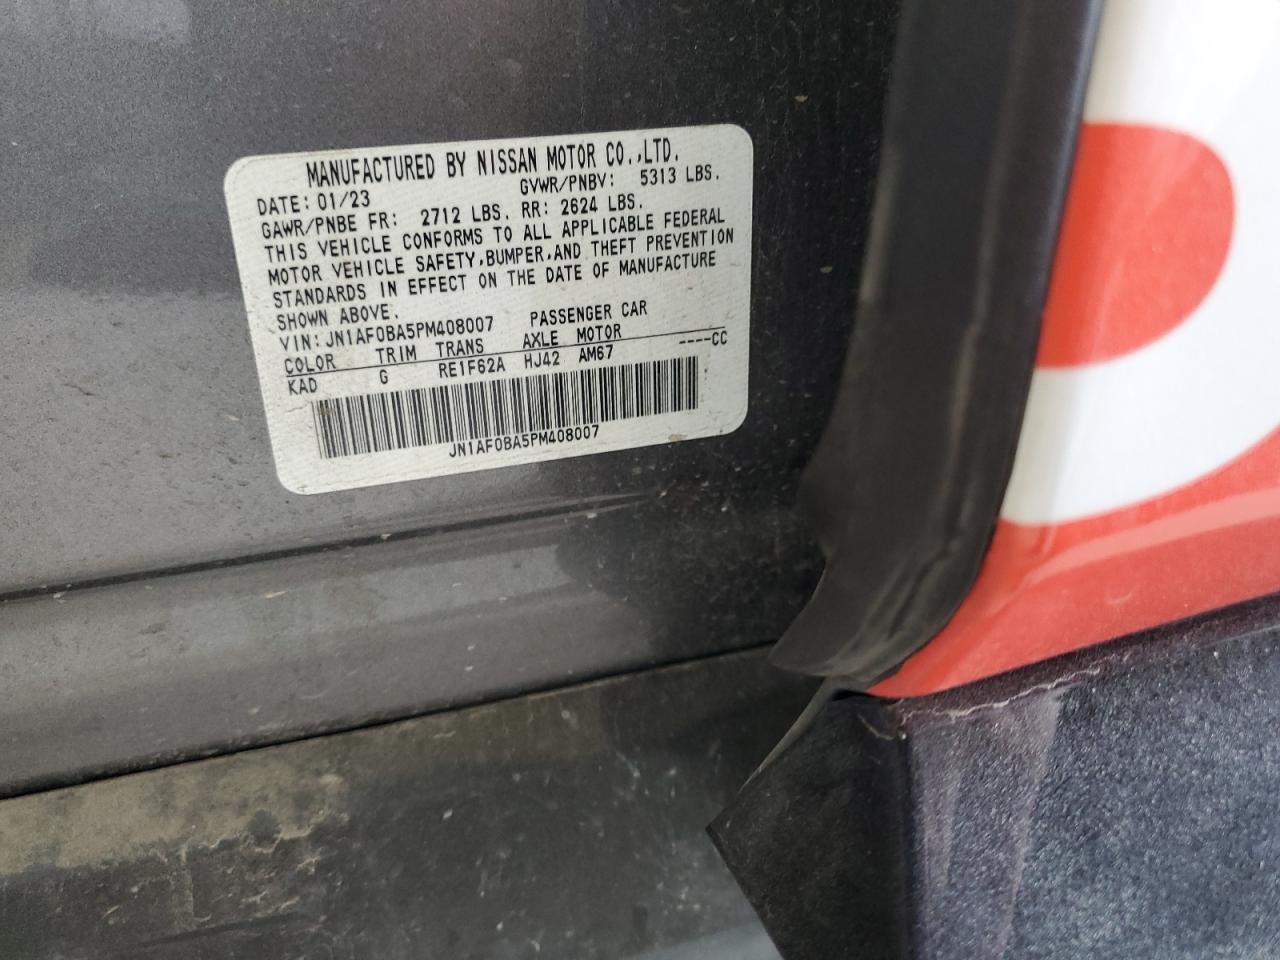 MANUFACTURED BY NISSAN MOTOR CO.,LTD.
DATE: 01/23 GVWR/PNBV: 5313 LBS.
GAWR/PNBE FR: 2712 LBS. RR: 2624 LBS.
THIS VEHICLE CONFORMS TO ALL APPLICABLE FEDERAL
MOTOR VEHICLE SAFETY,BUMPER,AND THEFT PREVENTION
STANDARDS IN EFFECT ON THE DATE OF MANUFACTURE
SHOWN ABOVE.
VIN: JN1AF0BA5PM408007 PASSENGER CAR
COLOR TRIM TRANS AXLE MOTOR ----CC
KAD G RE1F62A HJ42 AM67
JN1AF0BA5PM408007